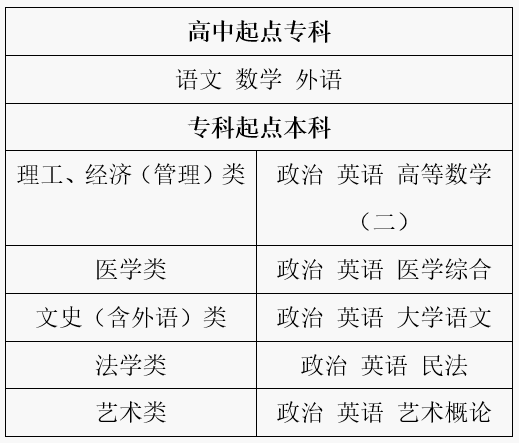 高中起点专科
语文 数学 外语
专科起点本科
理工、经济（管理）类 政治 英语 高等数学
（二）
医学类 政治 英语 医学综合
文史（含外语）类 政治 英语 大学语文
法学类 政治 英语 民法
艺术类 政治 英语 艺术概论